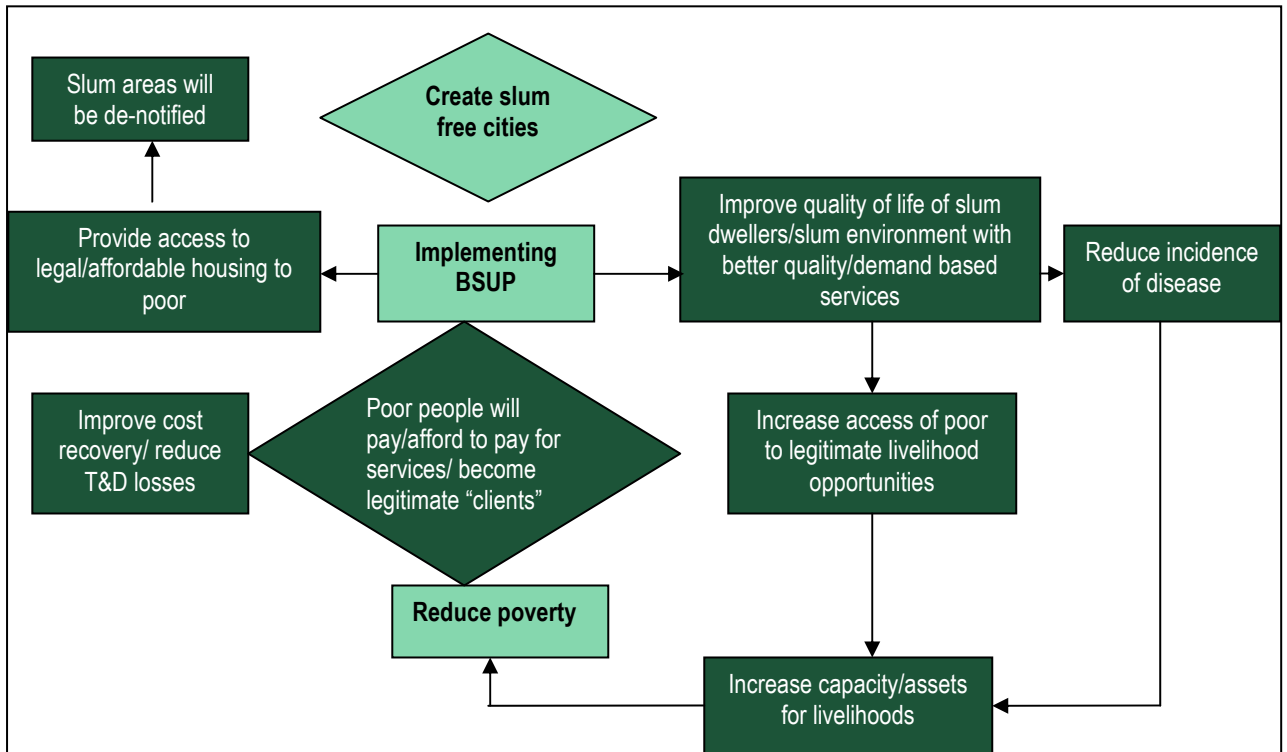 Slum areas will
be de-notified
Create slum
free cities
Provide access to
legal/affordable housing to
poor
Implementing
BSUP
Improve quality of life of slum
dwellers/slum environment with
better quality/demand based
services
Reduce incidence
of disease
Improve cost
recovery/ reduce
T&D losses
Poor people will
pay/afford to pay for
services/ become
legitimate “clients”
Increase access of poor
to legitimate livelihood
opportunities
Reduce poverty
Increase capacity/assets
for livelihoods